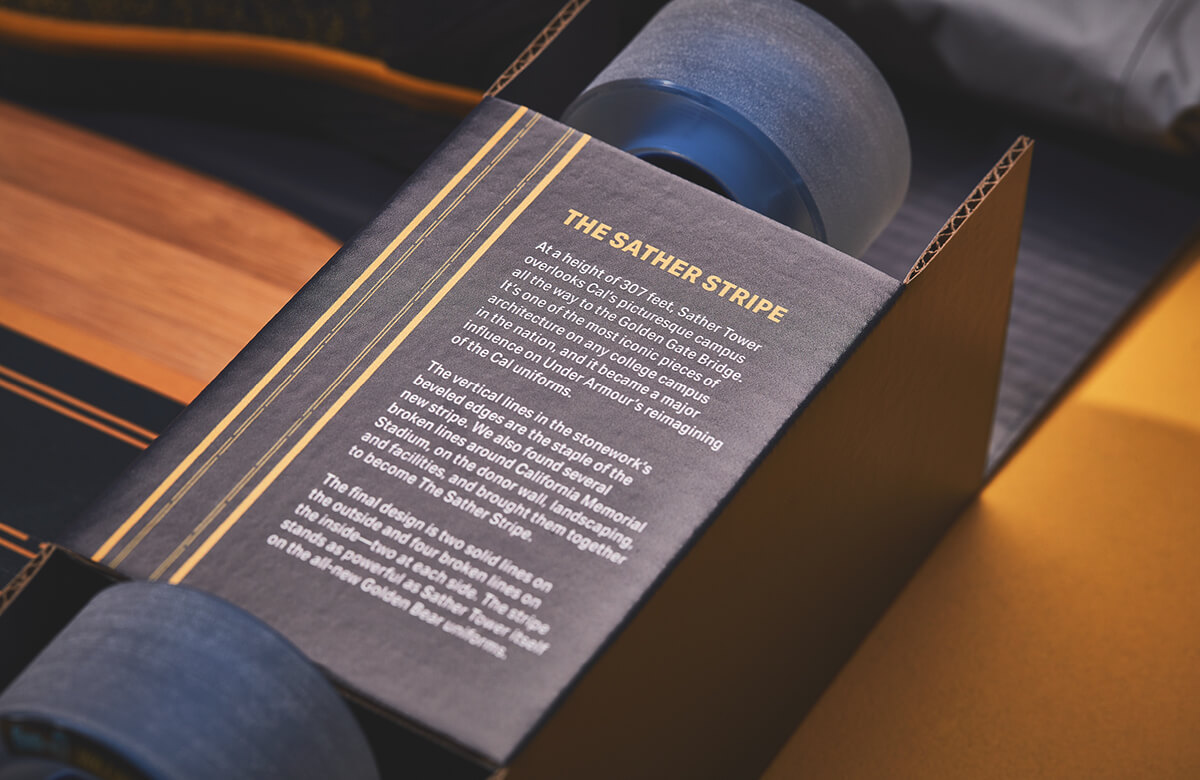 THE SATHER STRIPE
At a height of 307 feet, Sather Tower
overlooks Cal's picturesque campus
all the way to the Golden Gate Bridge.
It's one of the most iconic pieces of
architecture on any college campus
in the nation, and it became a major
influence on Under Armour's reimagining
of the Cal uniforms.
The vertical lines in the stonework's
beveled edges are the staple of the
new stripe. We also found several
broken lines around California Memorial
Stadium, on the donor wall, landscaping,
and facilities, and brought them together
to become The Sather Stripe.
The final design is two solid lines on
the outside and four broken lines on
the inside—two at each side. The stripe
stands as powerful as Sather Tower itself
on the all-new Golden Bear uniforms.